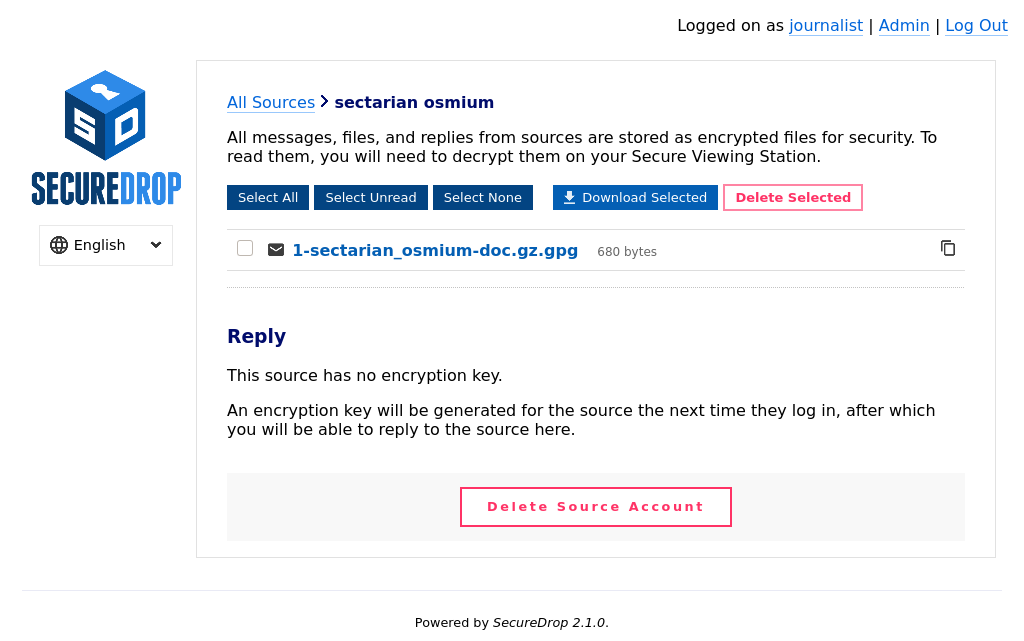 Logged on as journalist | Admin | Log Out
SECUREDROP
English
All Sources sectarian osmium
All messages, files, and replies from sources are stored as encrypted files for security. To
read them, you will need to decrypt them on your Secure Viewing Station.
Select All Select Unread Select None Download Selected Delete Selected
1-sectarian_osmium-doc.gz.gpg 680 bytes
Reply
This source has no encryption key.
An encryption key will be generated for the source the next time they log in, after which
you will be able to reply to the source here.
Delete Source Account
Powered by SecureDrop 2.1.0.